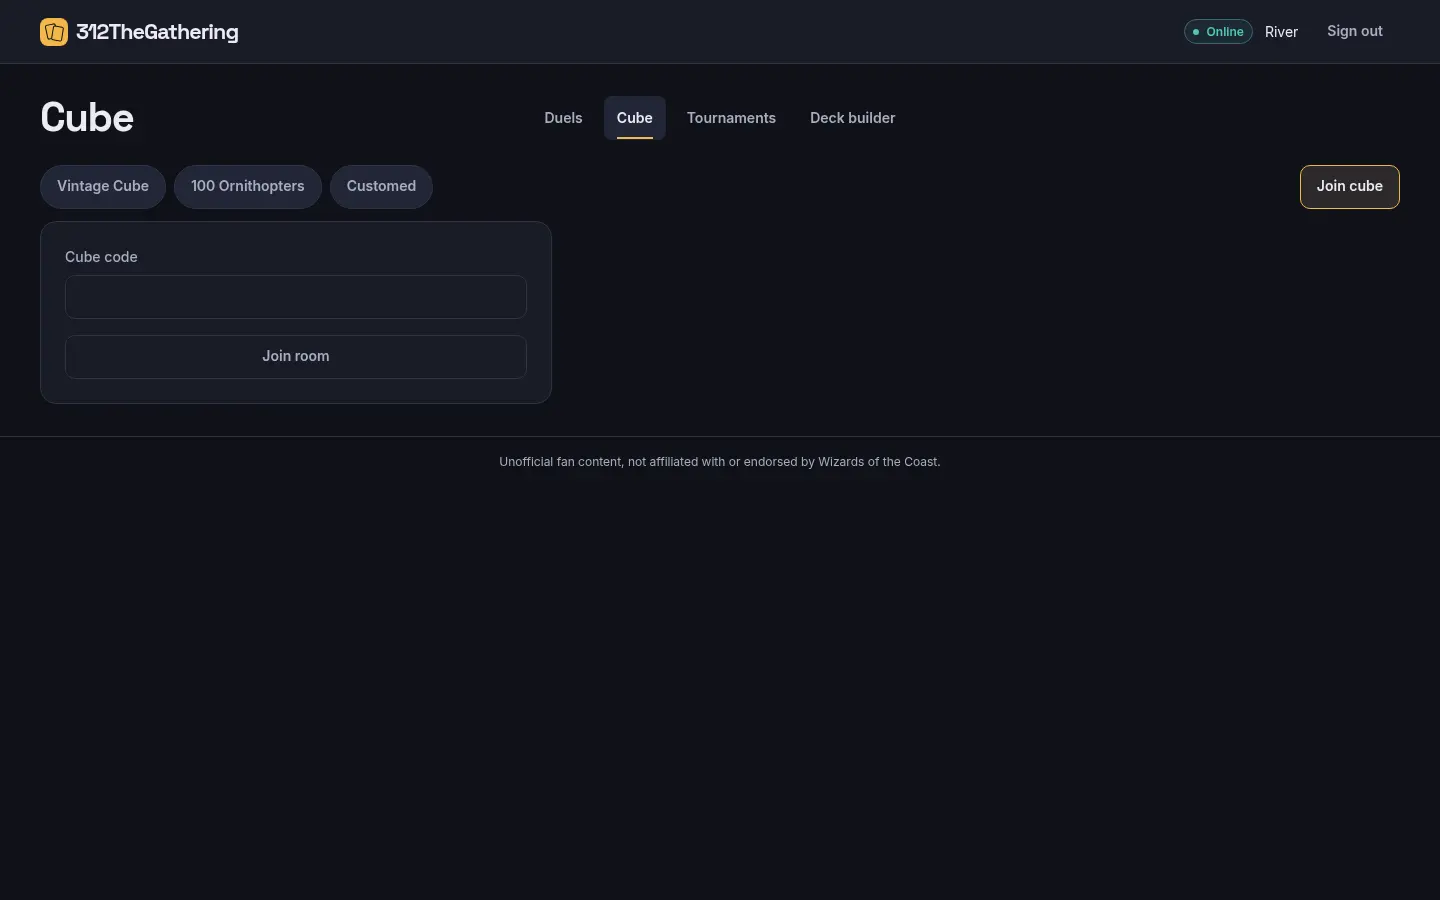 312TheGathering
Online
River
Sign out
Cube
Duels
Cube
Tournaments
Deck builder
Vintage Cube
100 Ornithopters
Customed
Join cube
Cube code
Join room
Unofficial fan content, not affiliated with or endorsed by Wizards of the Coast.